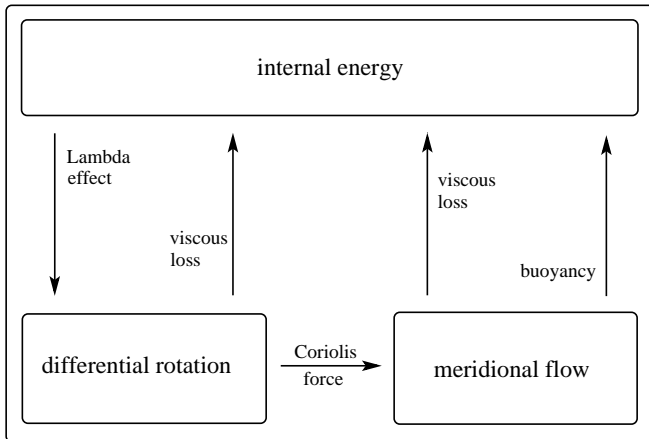 internal energy
Lambda
effect
viscous
loss
viscous
loss
buoyancy
differential rotation
Coriolis
force
meridional flow